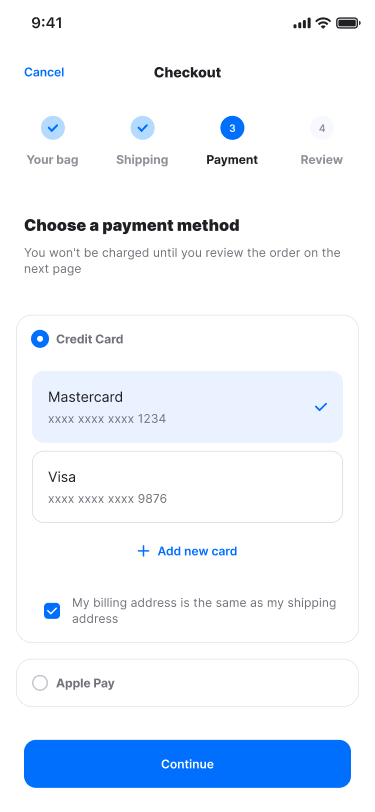 9:41
Cancel
Checkout
3
4
Your bag
Shipping
Payment
Review
Choose a payment method
You won't be charged until you review the order on the
next page
Credit Card
Mastercard
xxxx xxxx xxxx 1234
Visa
xxxx xxxx xxxx 9876
Add new card
My billing address is the same as my shipping
address
Apple Pay
Continue